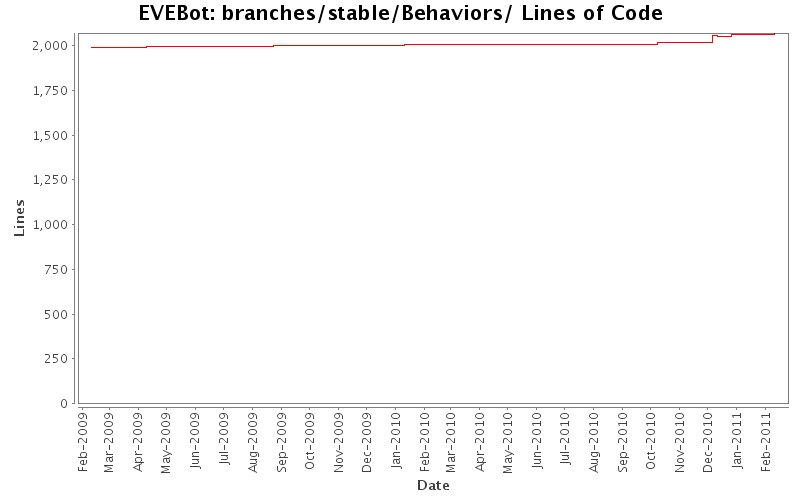 EVEBot: branches/stable/Behaviors/ Lines of Code
2,000
1,750
1,500
1,250
1,000
750
500
250
0
Lines
Feb-2009
Mar-2009
Apr-2009
May-2009
Jun-2009
Jul-2009
Aug-2009
Sep-2009
Oct-2009
Nov-2009
Dec-2009
Jan-2010
Feb-2010
Mar-2010
Apr-2010
May-2010
Jun-2010
Jul-2010
Aug-2010
Sep-2010
Oct-2010
Nov-2010
Dec-2010
Jan-2011
Feb-2011
Date